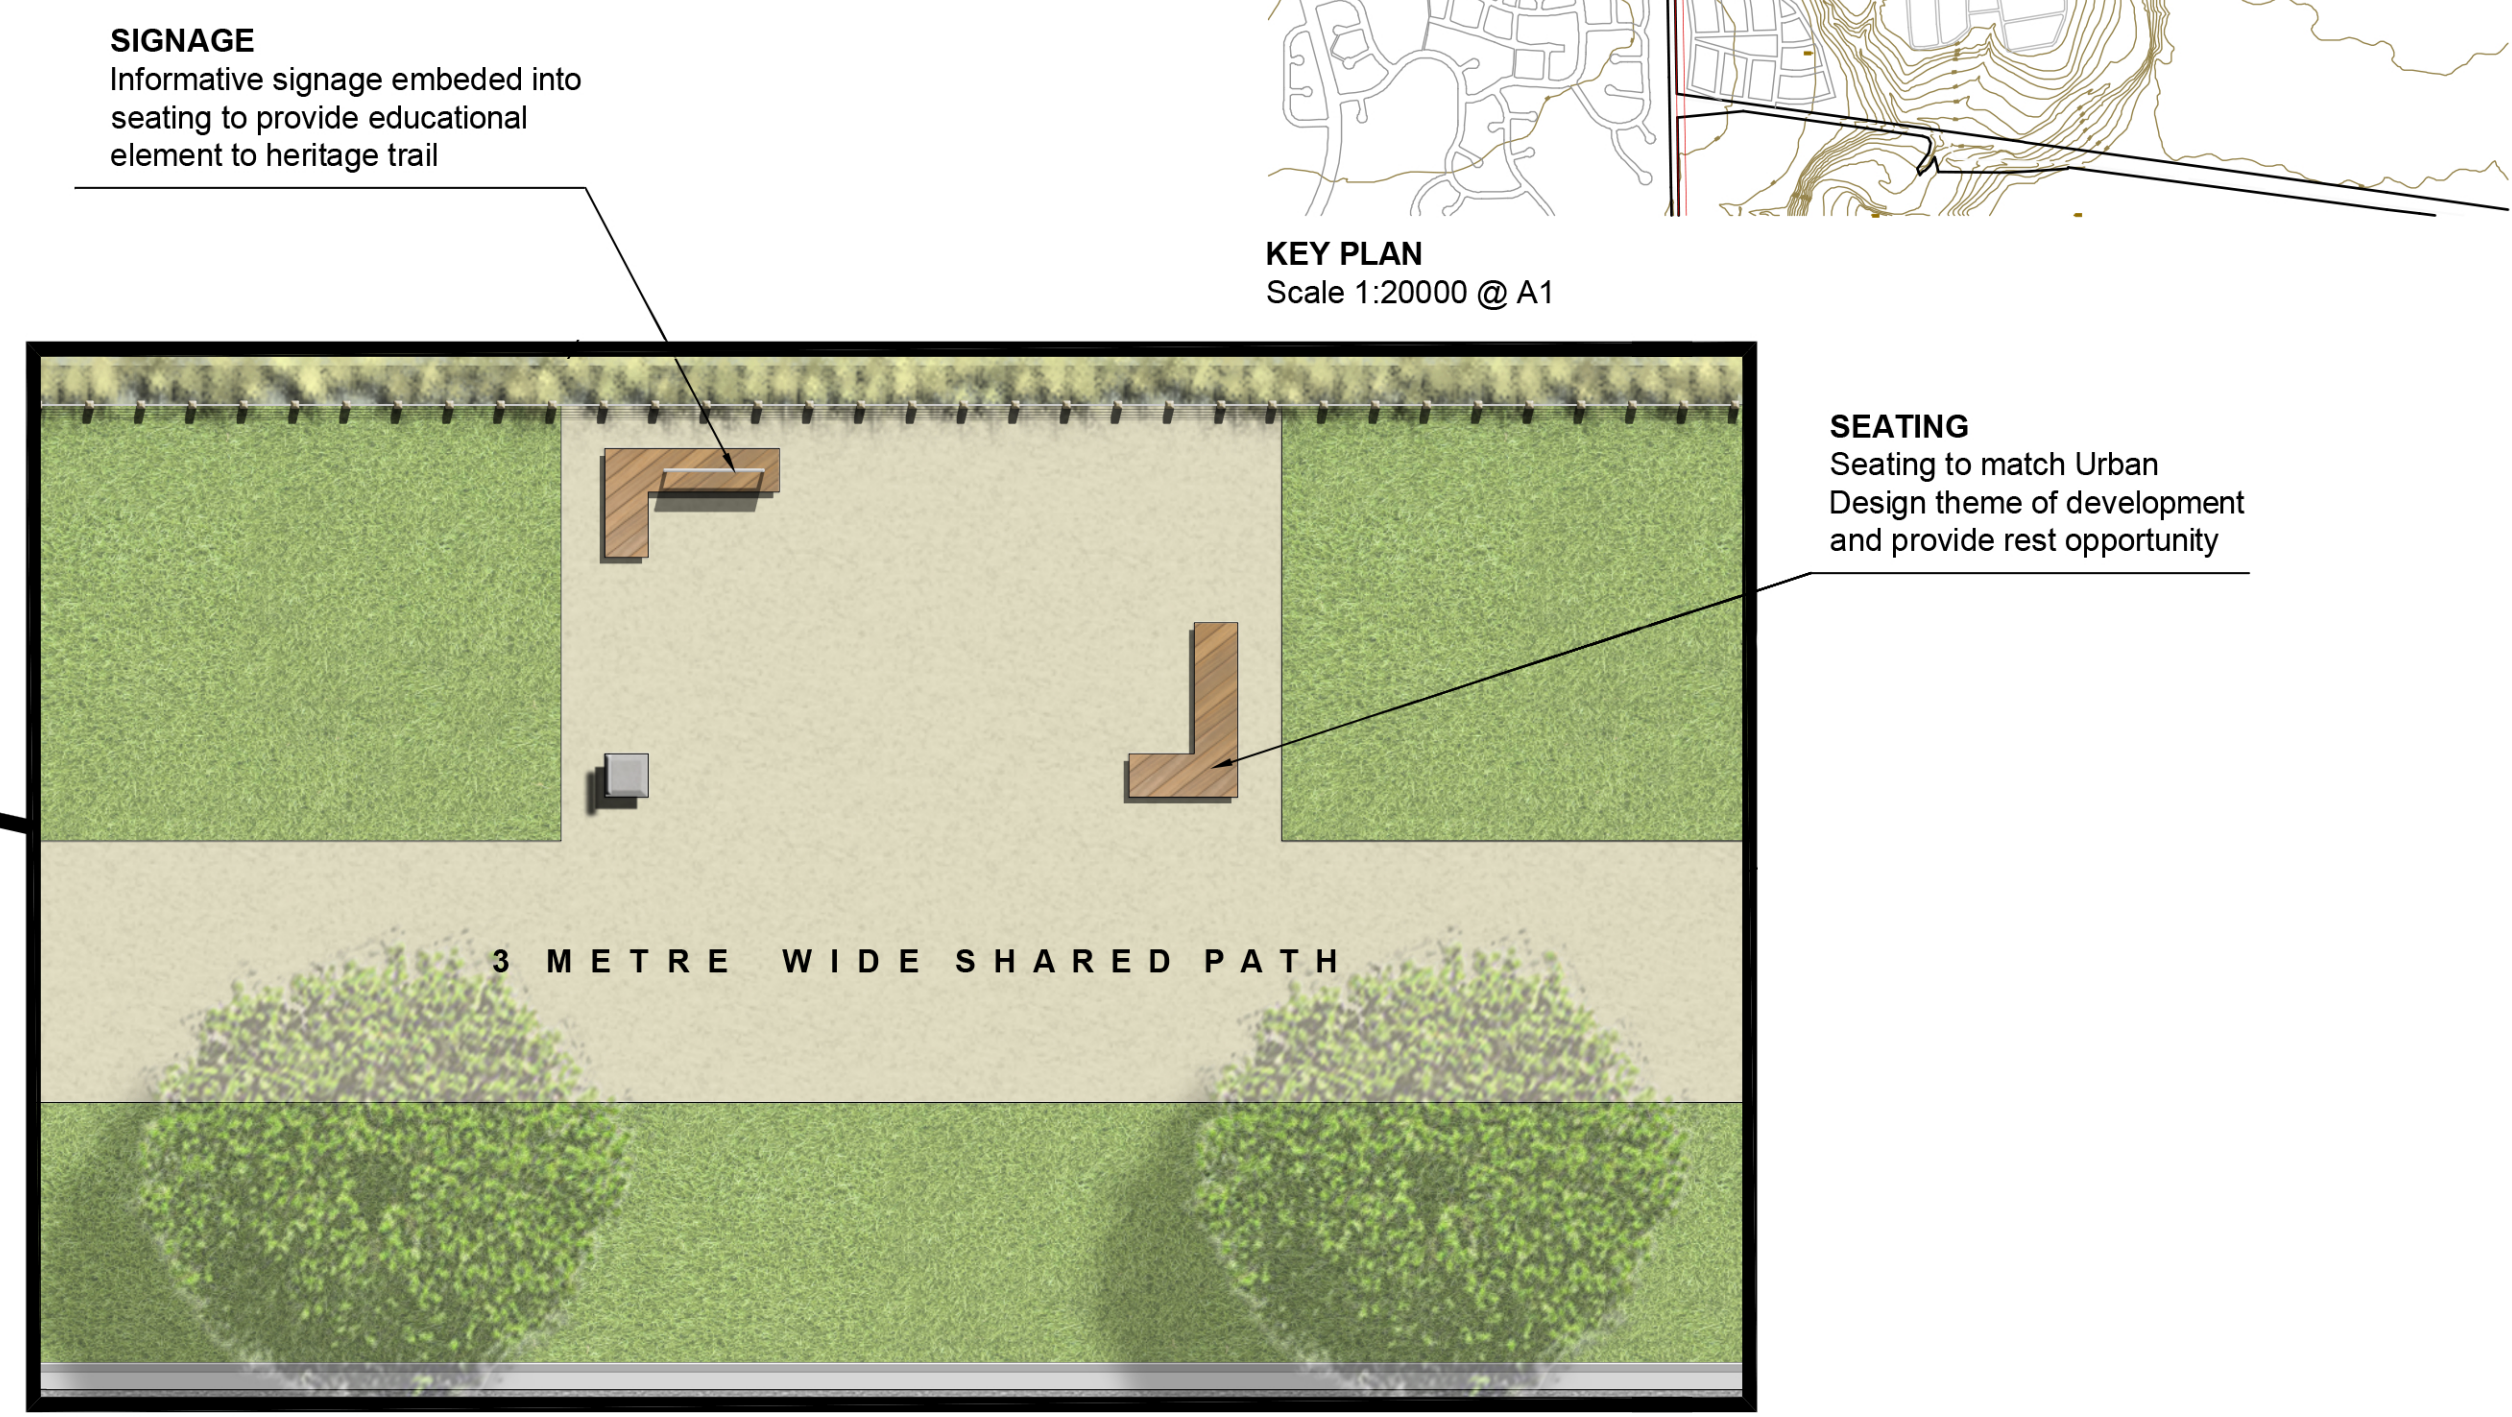 SIGNAGE
Informative signage embeded into
seating to provide educational
element to heritage trail
KEY PLAN
Scale 1:20000 @ A1
SEATING
Seating to match Urban
Design theme of development
and provide rest opportunity
3 METRE WIDE SHARED PATH